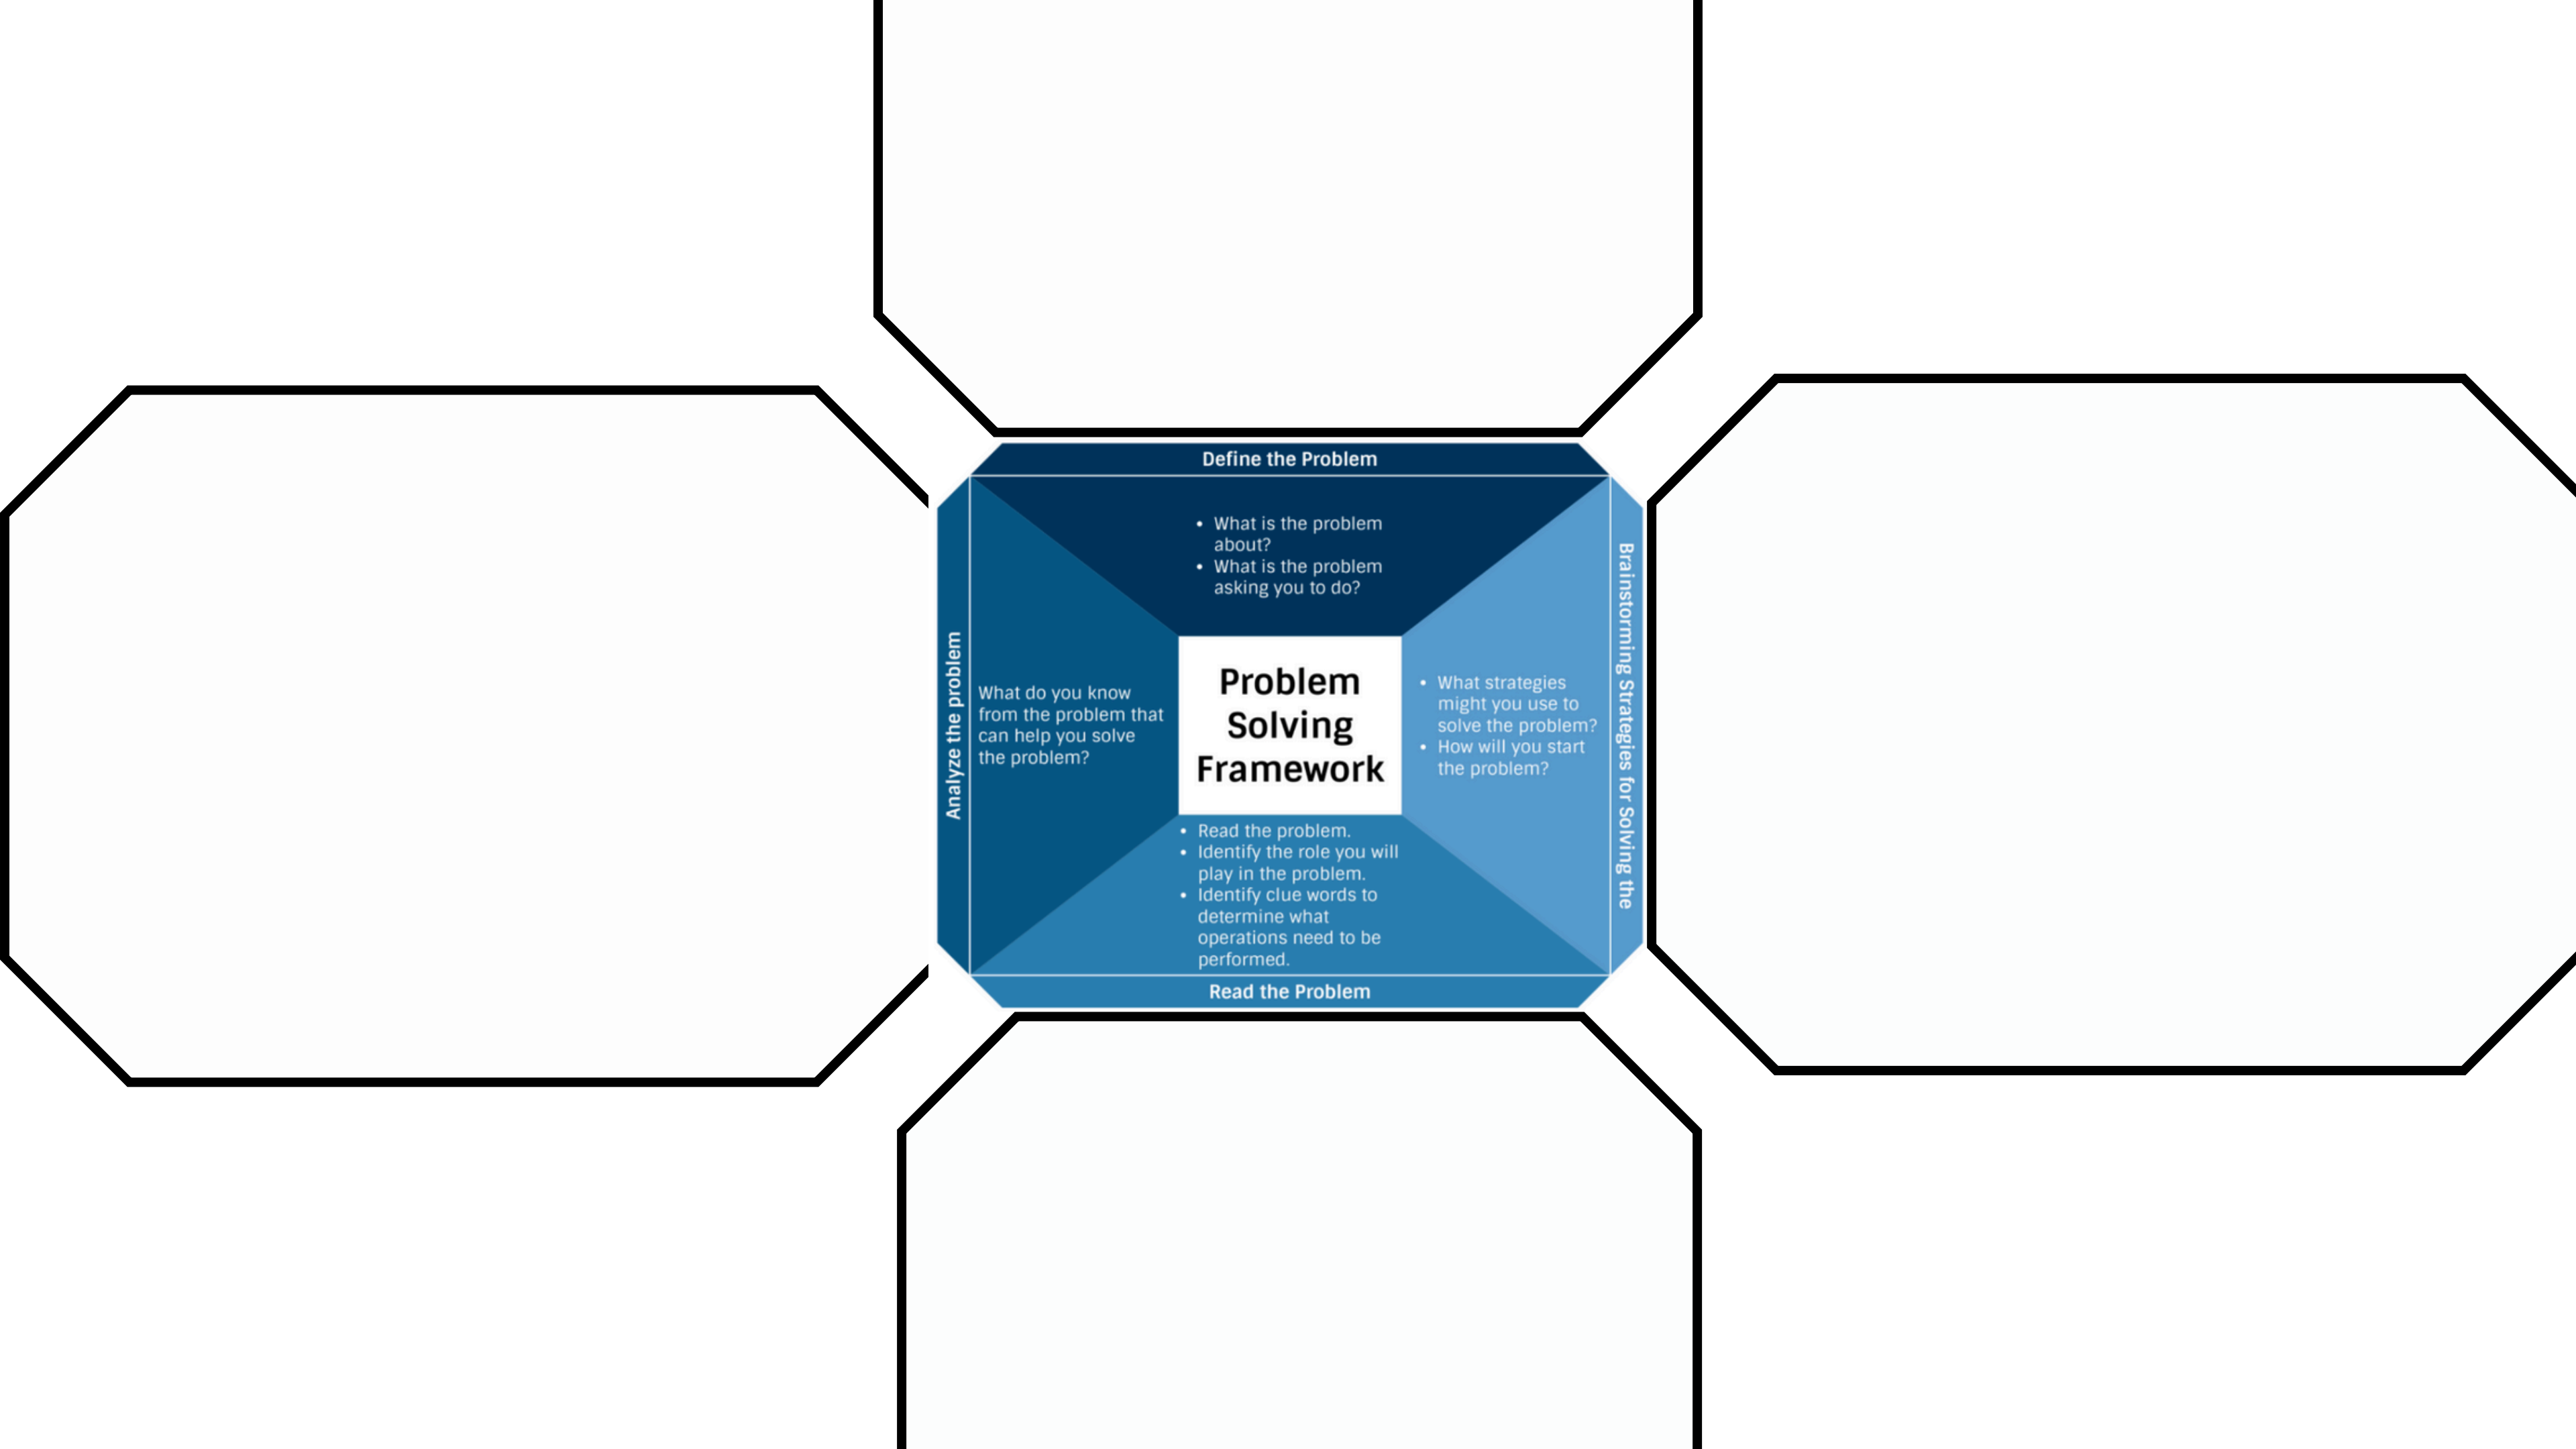 Define the Problem
• What is the problem
about?
• What is the problem
asking you to do?
Analyze the problem
What do you know
from the problem that
can help you solve
the problem?
Problem
Solving
Framework
• What strategies
might you use to
solve the problem?
• How will you start
the problem?
Brainstorming Strategies for Solving the
• Read the problem.
• Identify the role you will
play in the problem.
• Identify clue words to
determine what
operations need to be
performed.
Read the Problem